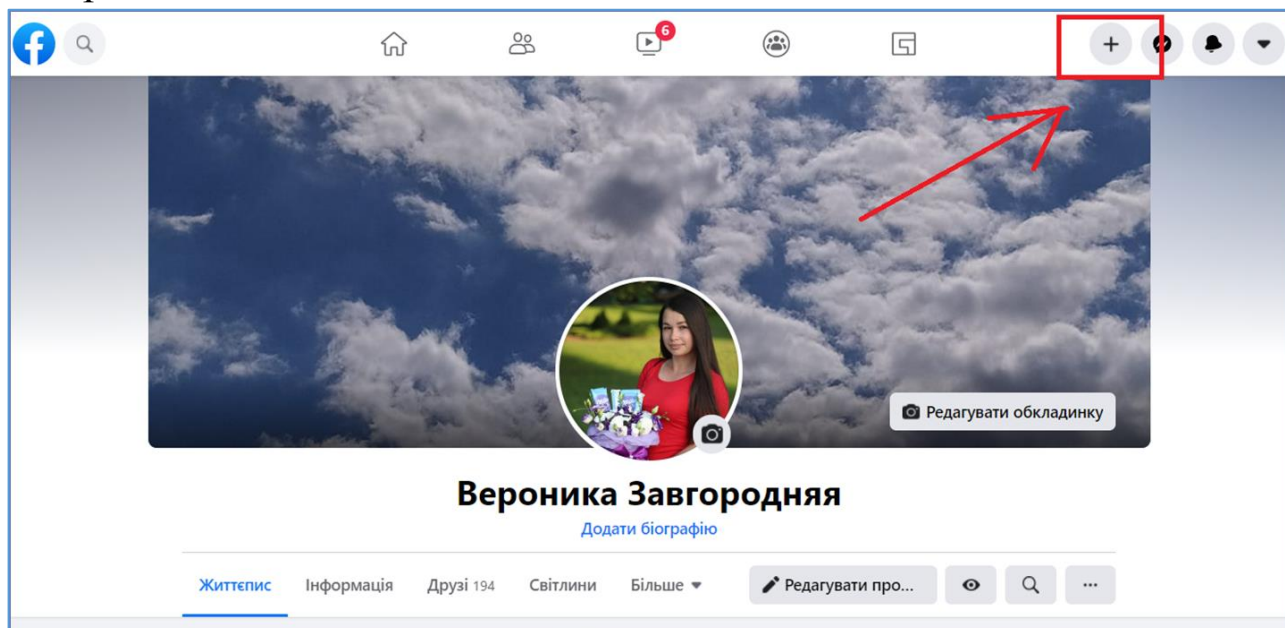 6
Редагувати обкладинку
Вероника Завгородняя
Додати біографію
Життєпис Інформація Друзі 194 Світлини Більше Редагувати про...